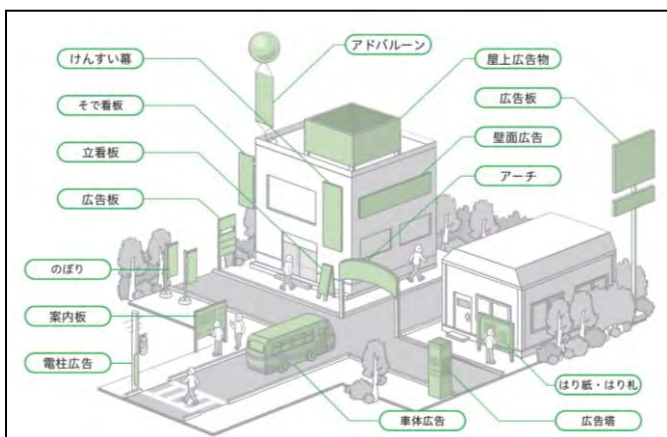 アドバルーン
けんすい幕
屋上広告物
そで看板
広告板
立看板
壁面広告
広告板
アーチ
のぼり
案内板
電柱広告
はり紙・はり札
車体広告
広告塔